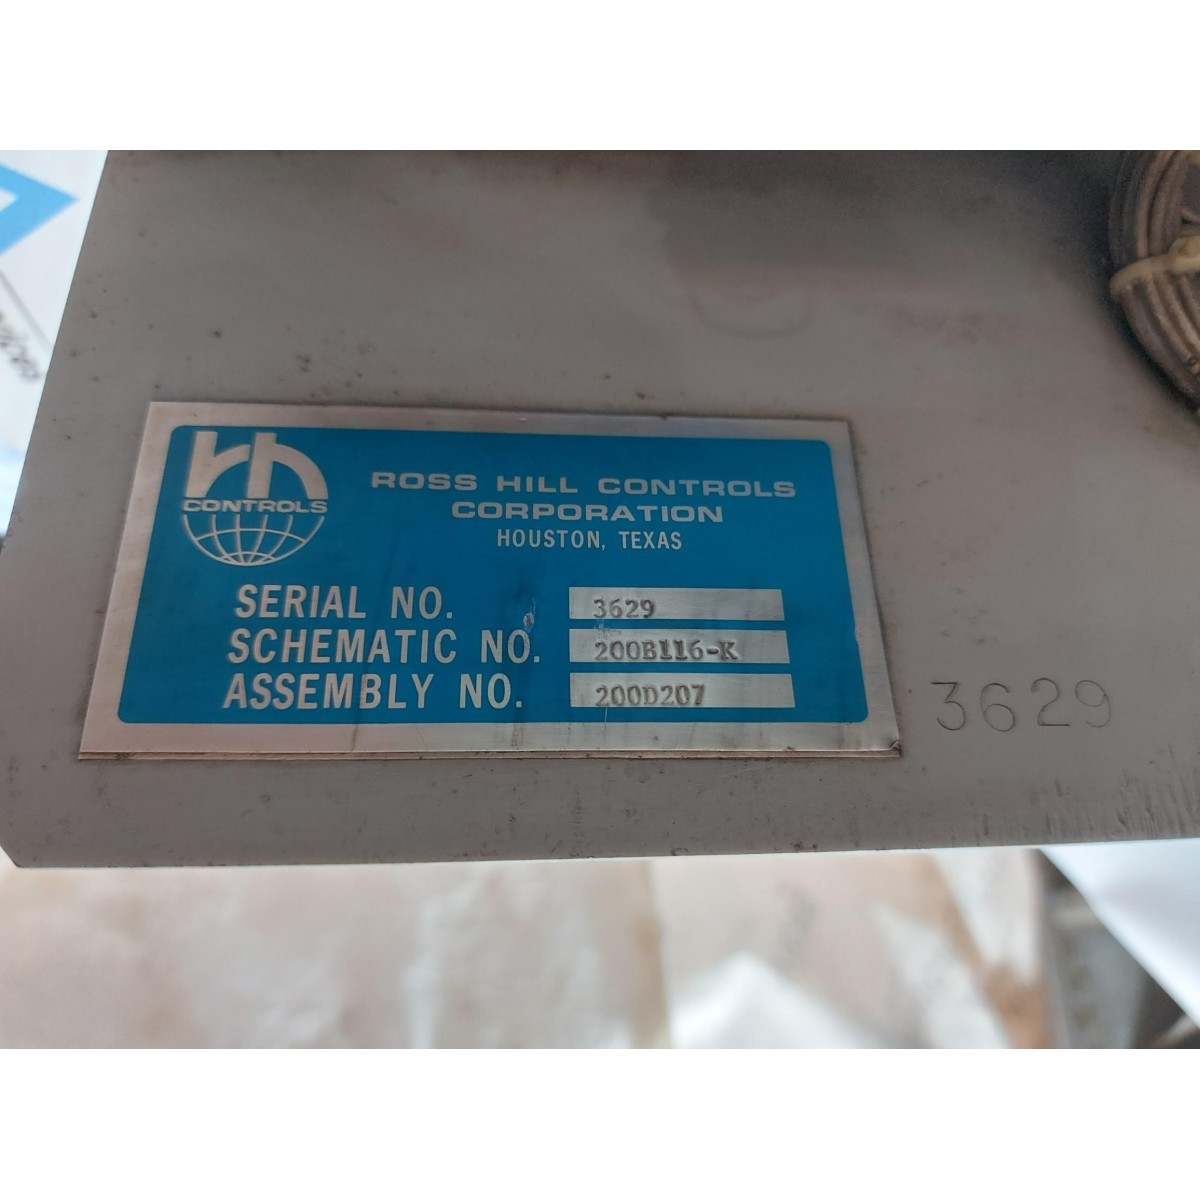 rh
CONTROLS
ROSS HILL CONTROLS
CORPORATION
HOUSTON, TEXAS
SERIAL NO. 3629
SCHEMATIC NO. 200B116-K
ASSEMBLY NO. 200D207
3629